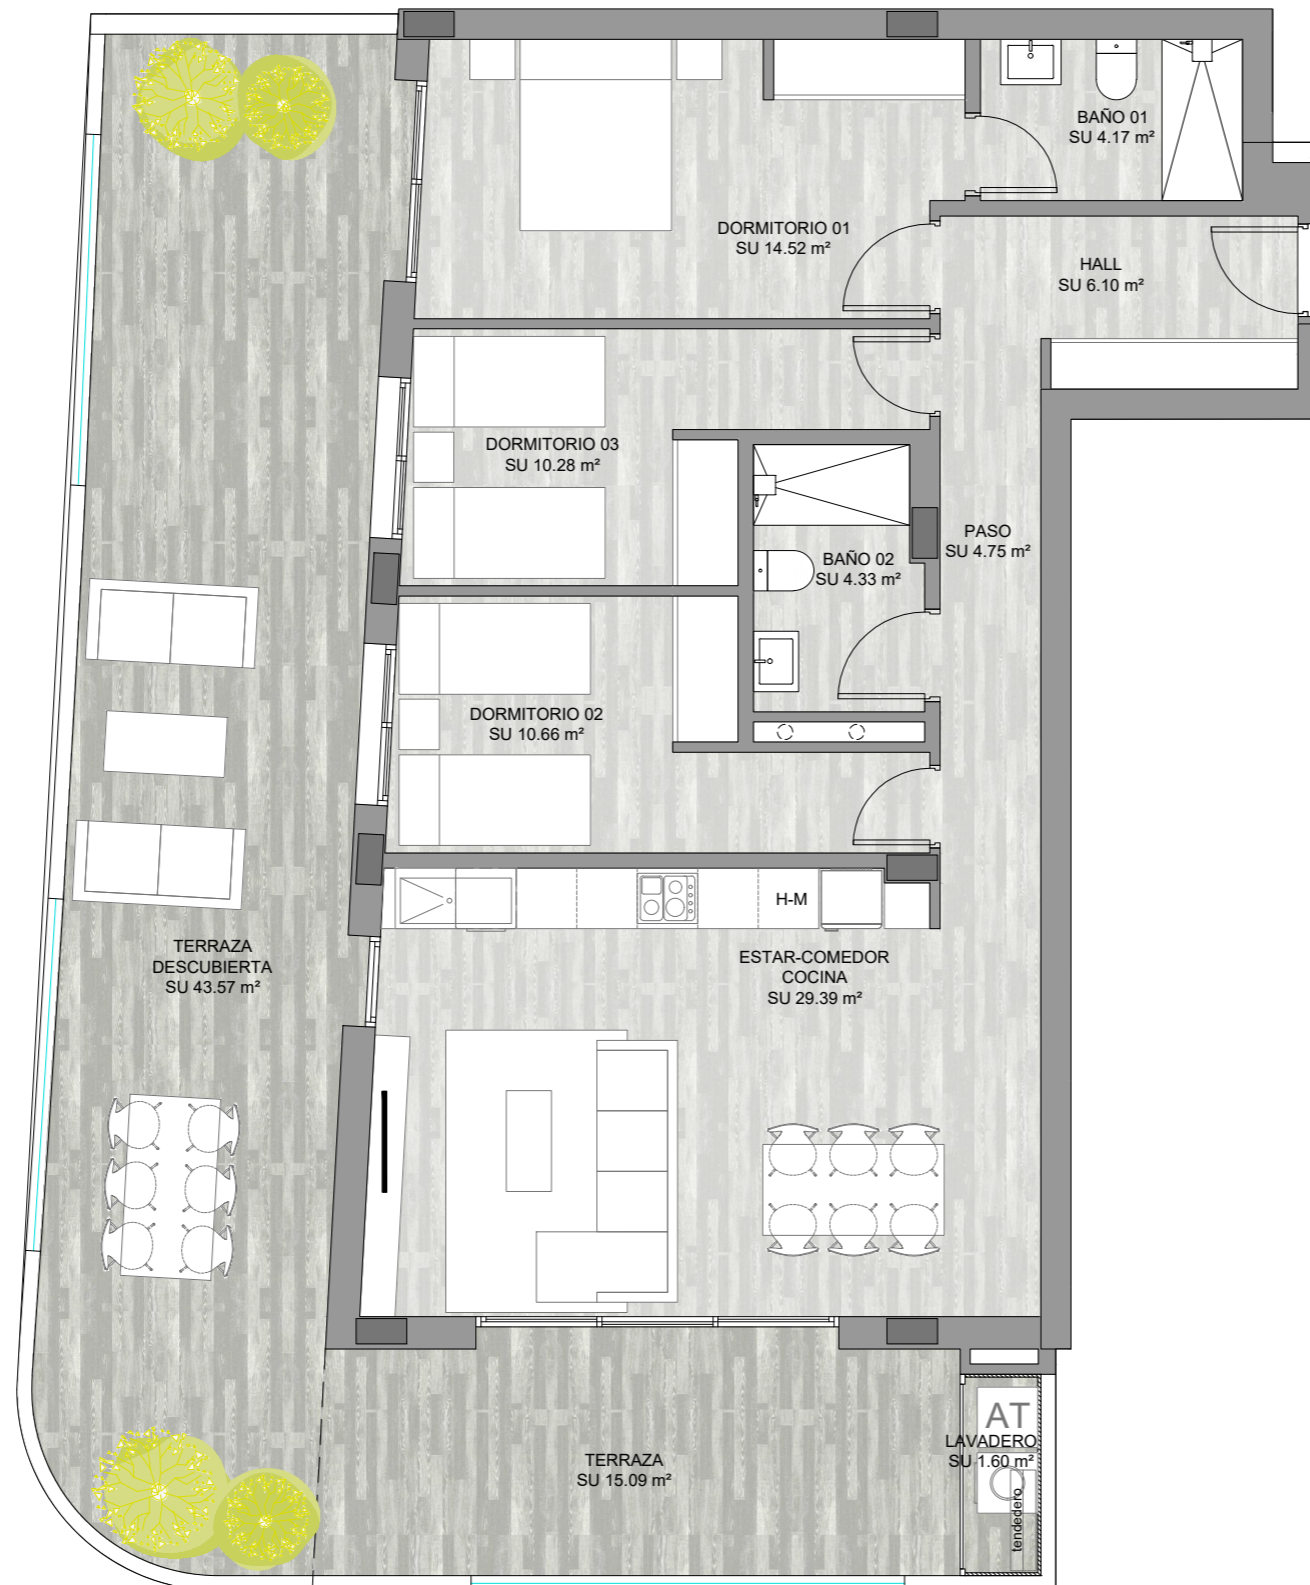 BAÑO 01
SU 4.17 m²
DORMITORIO 01
SU 14.52 m²
HALL
SU 6.10 m²
DORMITORIO 03
SU 10.28 m²
PASO
SU 4.75 m²
BAÑO 02
SU 4.33 m²
DORMITORIO 02
SU 10.66 m²
H-M
TERRAZA
DESCUBIERTA
SU 43.57 m²
ESTAR-COMEDOR
COCINA
SU 29.39 m²
AT
LAVADERO
SU 1.60 m²
TERRAZA
SU 15.09 m²
tendedero